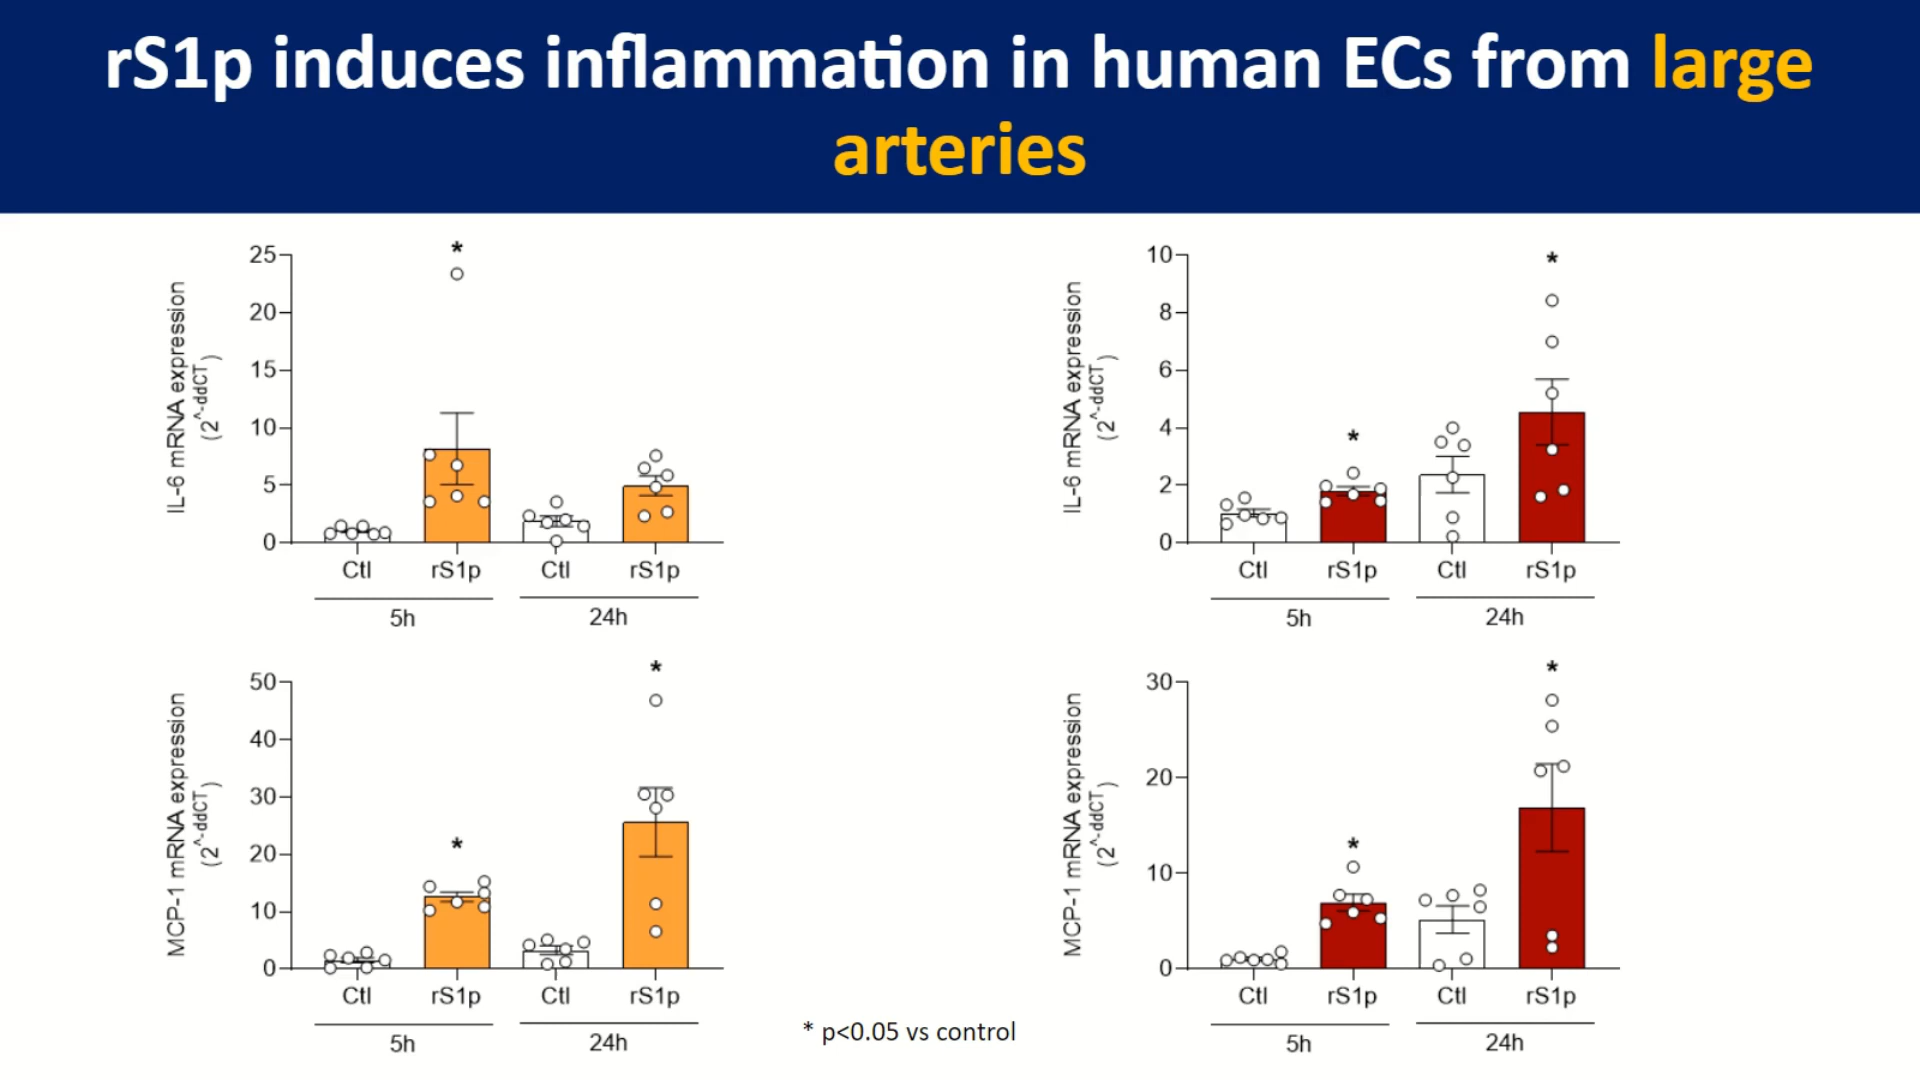 rS1p induces inflammation in human ECs from large
arteries
IL-6 mRNA expression
(2^-ddCT)
25
20
15
10
5
0
*
Ctl
rS1p
Ctl
rS1p
5h
24h
IL-6 mRNA expression
(2^-ddCT)
10
8
6
4
2
0
*
*
Ctl
rS1p
Ctl
rS1p
5h
24h
MCP-1 mRNA expression
(2^-ddCT)
50
40
30
20
10
0
*
*
Ctl
rS1p
Ctl
rS1p
5h
24h
MCP-1 mRNA expression
(2^-ddCT)
30
20
10
0
*
*
Ctl
rS1p
Ctl
rS1p
5h
24h
* p<0.05 vs control